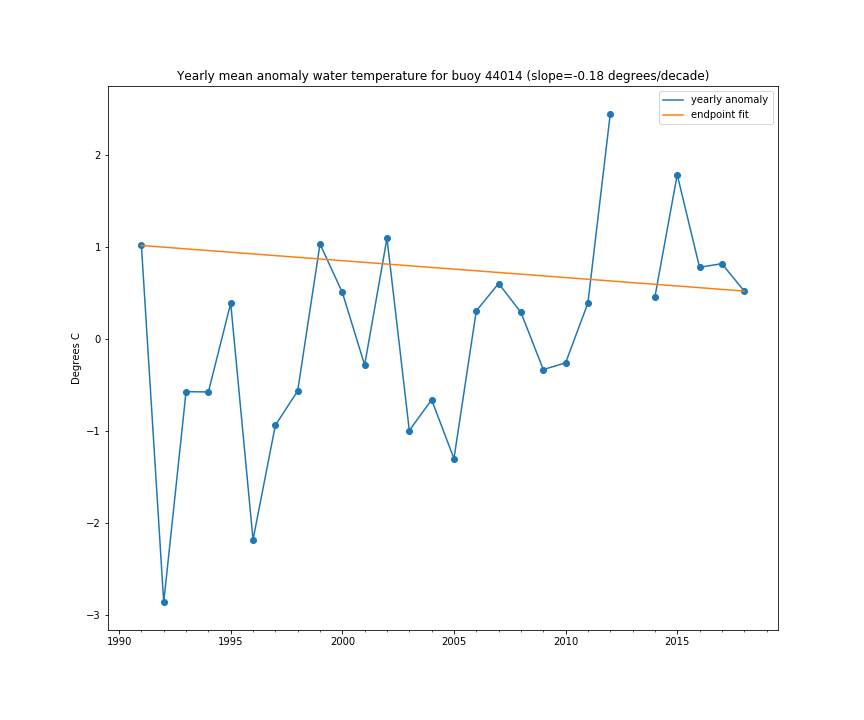 Yearly mean anomaly water temperature for buoy 44014 (slope=-0.18 degrees/decade)
yearly anomaly
endpoint fit
Degrees C
2
1
0
−1
−2
−3
1990 1995 2000 2005 2010 2015